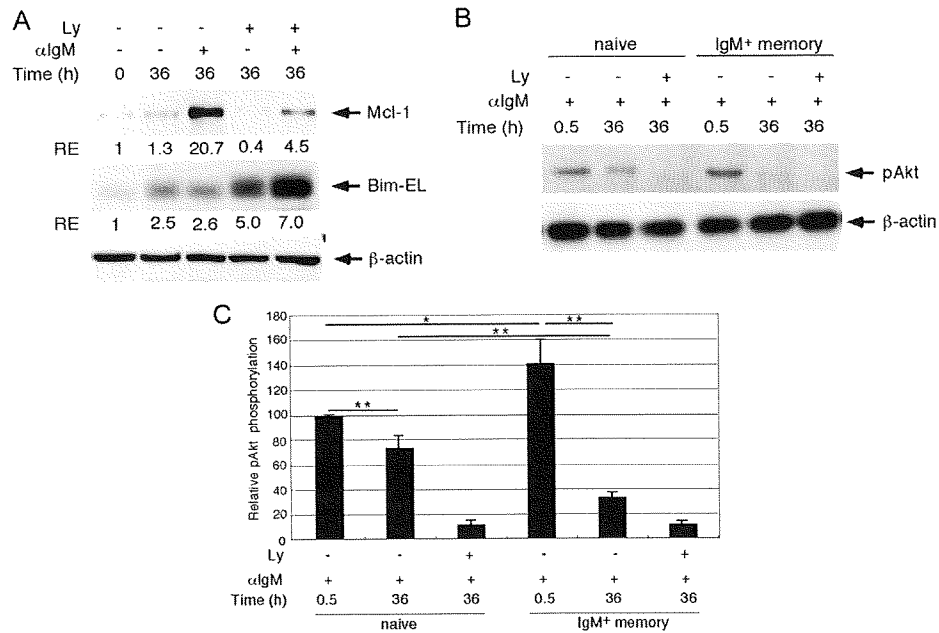 A
Ly - - - + +
αIgM - - + - +
Time (h) 0 36 36 36 36
Mcl-1
RE 1 1.3 20.7 0.4 4.5
Bim-EL
RE 1 2.5 2.6 5.0 7.0
β-actin
B
naive IgM+ memory
Ly - - + - - +
αIgM + + + + + +
Time (h) 0.5 36 36 0.5 36 36
pAkt
β-actin
C
Relative pAkt phosphorylation
180
160
140
120
100
80
60
40
20
0
* **
**
**
Ly - - + - - +
αIgM + + + + + +
Time (h) 0.5 36 36 0.5 36 36
naive IgM+ memory